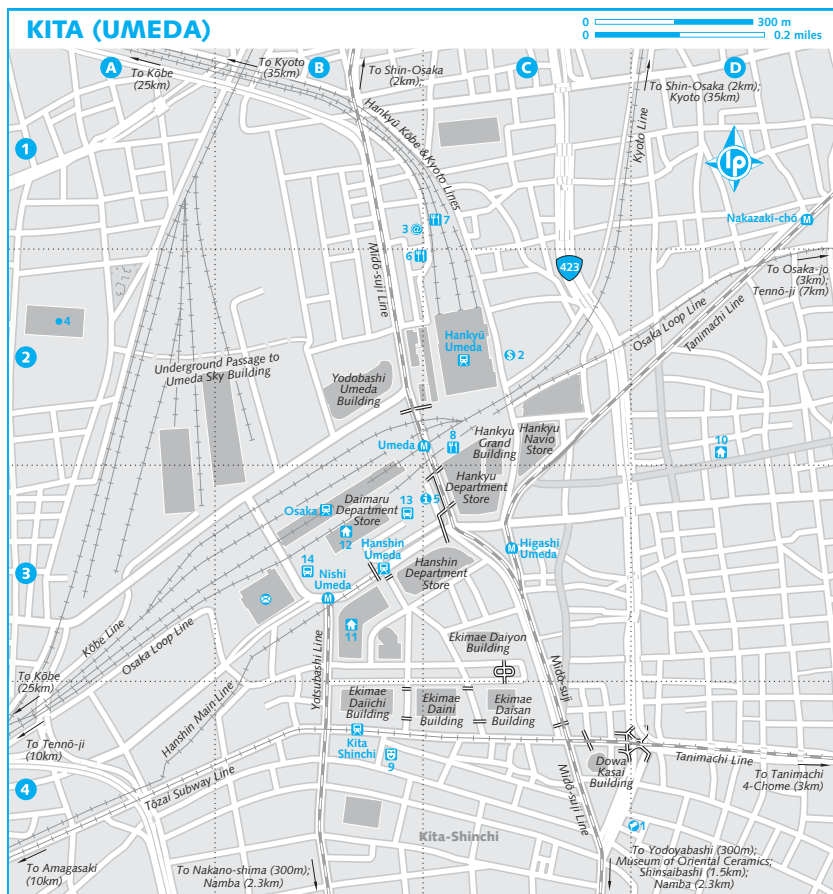 KITA (UMEDA)
0 300 m
0 0.2 miles
A
B
C
D
To Kōbe
(25km)
To Kyoto
(35km)
To Shin-Osaka
(2km);
To Shin-Osaka (2km);
Kyoto (35km)
1
Hankyū Kōbe & Kyoto Lines
Kyoto Line
lp
Nakazaki-chō
M
7
3 @
6
Midō-suji Line
423
To Osaka-jo
(3km);
Tennō-ji (7km)
4
2
Underground Passage to
Umeda Sky Building
Yodobashi
Umeda
Building
Hankyū
Umeda
$ 2
Osaka Loop Line
Tanimachi Line
Umeda
M
8
Hankyu
Grand
Building
Hankyu
Navio
Store
10
Hankyu
Department
Store
Osaka
Daimaru
Department
Store
13
i 5
12
Hanshin
Umeda
Higashi
Umeda
M
14
3
Nishi
Umeda
M
Hanshin
Department
Store
11
Kōbe Line
Osaka Loop Line
Yotsubashi Line
Ekimae Daiyon
Building
Midō-suji
To Kōbe
(25km)
Hanshin Main Line
Ekimae
Daiichi
Building
Ekimae
Daini
Building
Ekimae
Daisan
Building
To Tennō-ji
(10km)
Kita
Shinchi
9
Dowa
Kasai
Building
Tanimachi Line
To Tanimachi
4-Chome (3km)
4
Tōzai Subway Line
Midō-suji Line
1
Kita-Shinchi
To Amagasaki
(10km)
To Nakano-shima (300m);
Namba (2.3km)
To Yodoyabashi (300m);
Museum of Oriental Ceramics;
Shinsaibashi (1.5km);
Namba (2.3km)